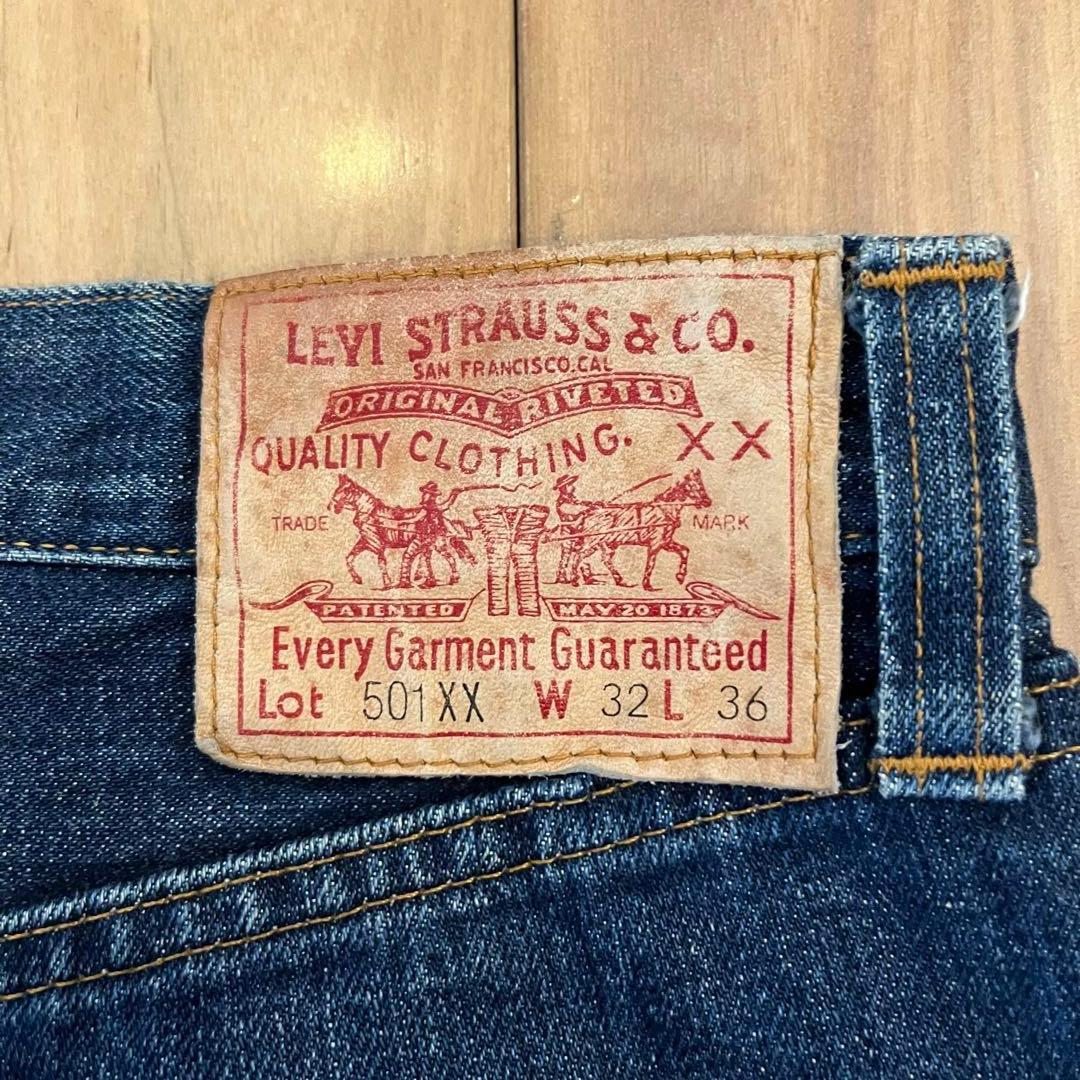 LEVI STRAUSS & CO.
SAN FRANCISCO.CAL
ORIGINAL RIVETED
QUALITY CLOTHING. XX
TRADE MARK
PATENTED MAY 20 1873
Every Garment Guaranteed
Lot 501XX W 32 L 36